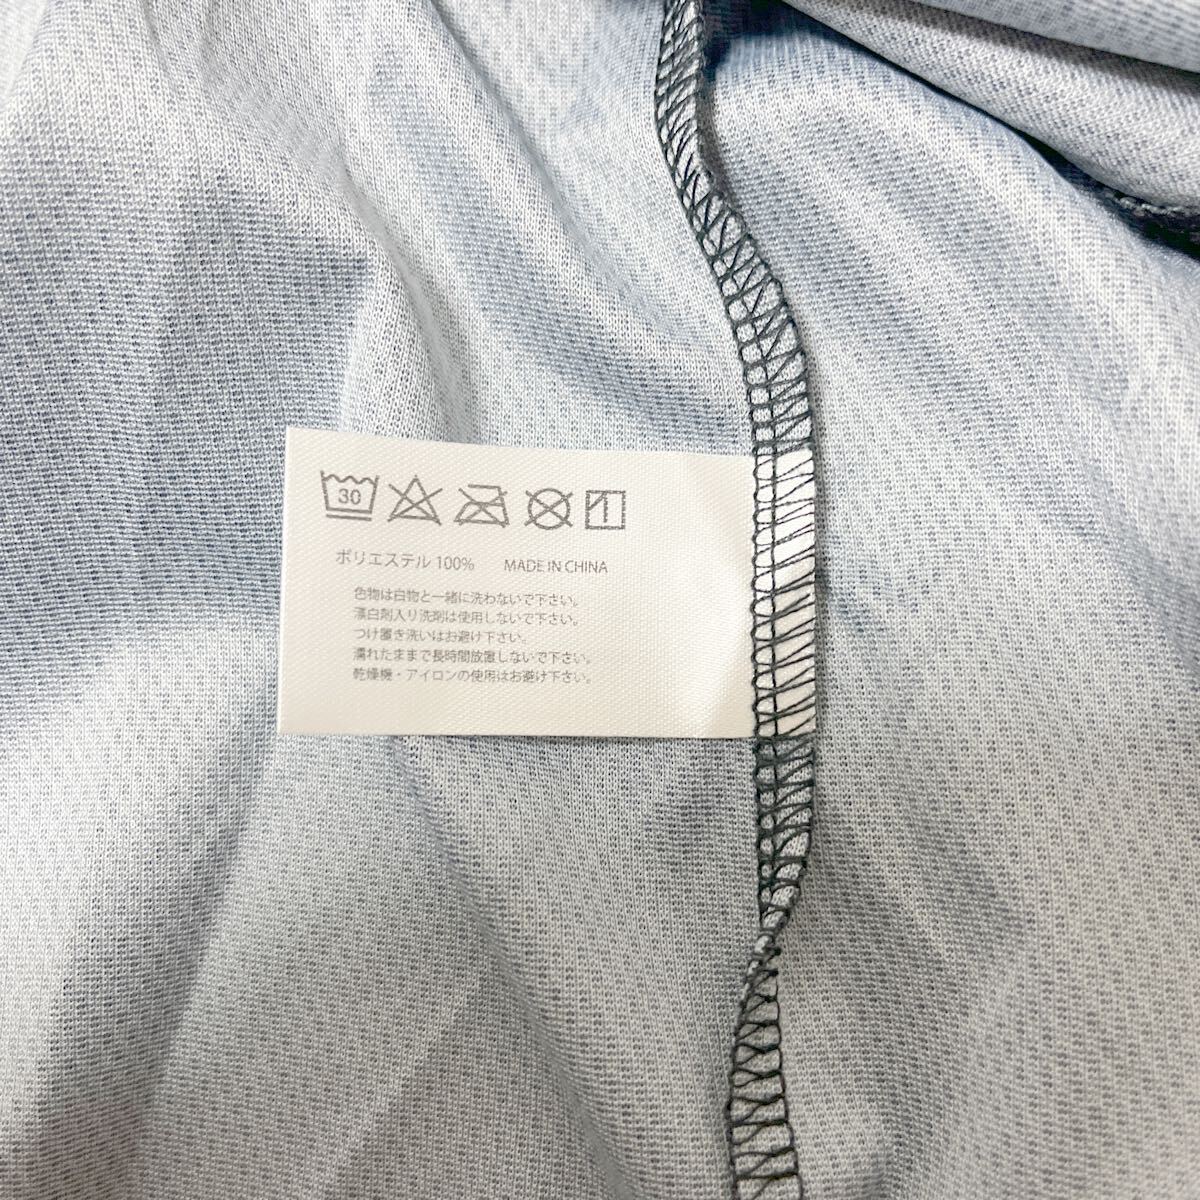 30
ポリエステル 100% MADE IN CHINA
色物は白物と一緒に洗わないで下さい。
漂白剤入り洗剤は使用しないで下さい。
つけ置き洗いはお避け下さい。
濡れたままで長時間放置しないで下さい。
乾燥機・アイロンの使用はお避け下さい。